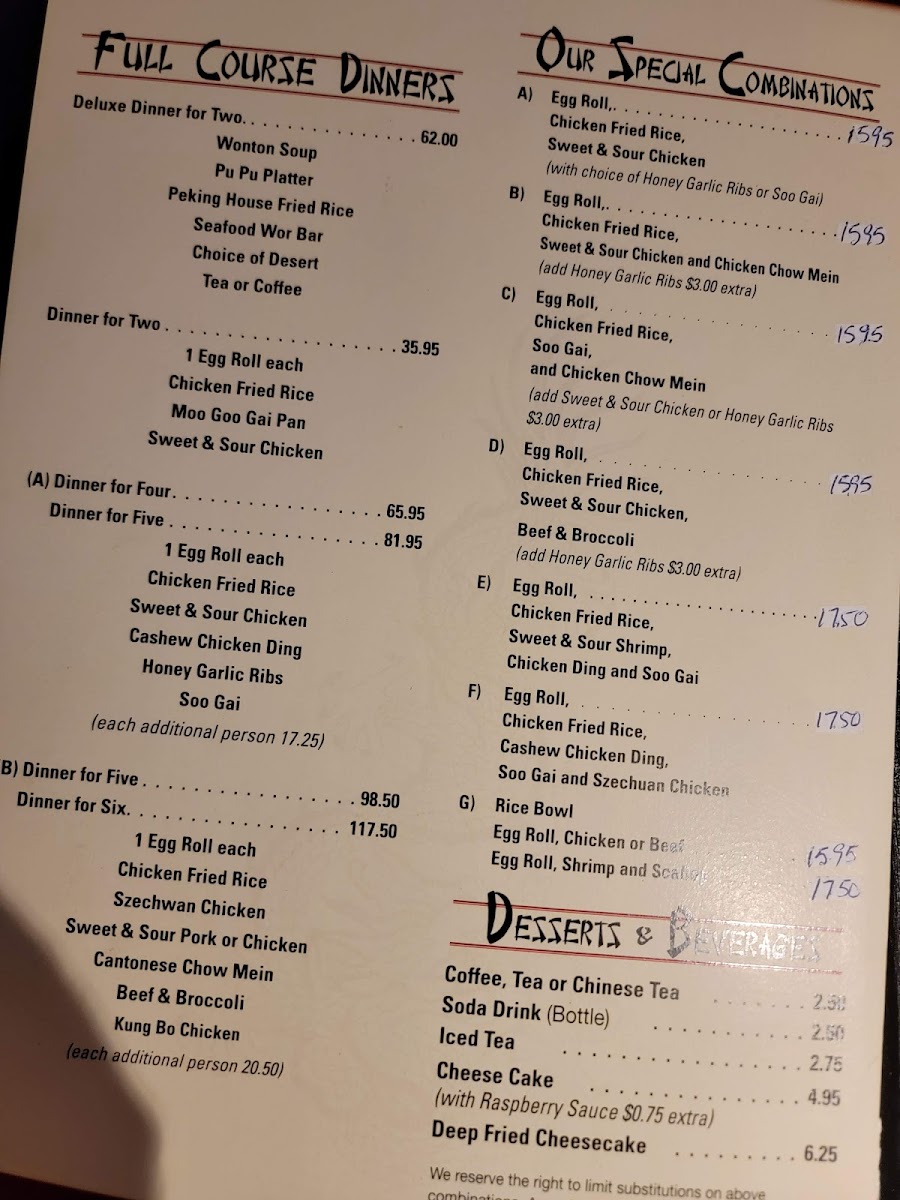 FULL COURSE DINNERS
Deluxe Dinner for Two. . . . . . . . . . . . . . . 62.00
Wonton Soup
Pu Pu Platter
Peking House Fried Rice
Seafood Wor Bar
Choice of Desert
Tea or Coffee
Dinner for Two . . . . . . . . . . . . . . . . . . . . 35.95
1 Egg Roll each
Chicken Fried Rice
Moo Goo Gai Pan
Sweet & Sour Chicken
(A) Dinner for Four. . . . . . . . . . . . . . . . . 65.95
Dinner for Five . . . . . . . . . . . . . . . . . . 81.95
1 Egg Roll each
Chicken Fried Rice
Sweet & Sour Chicken
Cashew Chicken Ding
Honey Garlic Ribs
Soo Gai
(each additional person 17.25)
B) Dinner for Five . . . . . . . . . . . . . . . . . 98.50
Dinner for Six. . . . . . . . . . . . . . . . . . 117.50
1 Egg Roll each
Chicken Fried Rice
Szechwan Chicken
Sweet & Sour Pork or Chicken
Cantonese Chow Mein
Beef & Broccoli
Kung Bo Chicken
(each additional person 20.50)
OUR SPECIAL COMBINATIONS
A) Egg Roll,. . . . . . . . . . . . . . . . . . . . 1595
Chicken Fried Rice,
Sweet & Sour Chicken
(with choice of Honey Garlic Ribs or Soo Gai)
B) Egg Roll,. . . . . . . . . . . . . . . . . . . . 1595
Chicken Fried Rice,
Sweet & Sour Chicken and Chicken Chow Mein
(add Honey Garlic Ribs $3.00 extra)
C) Egg Roll, . . . . . . . . . . . . . . . . . . . 1595
Chicken Fried Rice,
Soo Gai,
and Chicken Chow Mein
(add Sweet & Sour Chicken or Honey Garlic Ribs
$3.00 extra)
D) Egg Roll, . . . . . . . . . . . . . . . . . . . 1595
Chicken Fried Rice,
Sweet & Sour Chicken,
Beef & Broccoli
(add Honey Garlic Ribs $3.00 extra)
E) Egg Roll, . . . . . . . . . . . . . . . . . . . 17.50
Chicken Fried Rice,
Sweet & Sour Shrimp,
Chicken Ding and Soo Gai
F) Egg Roll, . . . . . . . . . . . . . . . . . . . 1750
Chicken Fried Rice,
Cashew Chicken Ding,
Soo Gai and Szechuan Chicken
G) Rice Bowl
Egg Roll, Chicken or Beef . 1595
Egg Roll, Shrimp and 1750
DESSERTS & BEVERAGES
Coffee, Tea or Chinese Tea . . . . . . . 2.50
Soda Drink (Bottle) . . . . . . . . . . . 2.50
Iced Tea . . . . . . . . . . . . . . . . . 2.75
Cheese Cake . . . . . . . . . . . . . . . 4.95
(with Raspberry Sauce $0.75 extra)
Deep Fried Cheesecake . . . . . . . . . 6.25
We reserve the right to limit substitutions on above